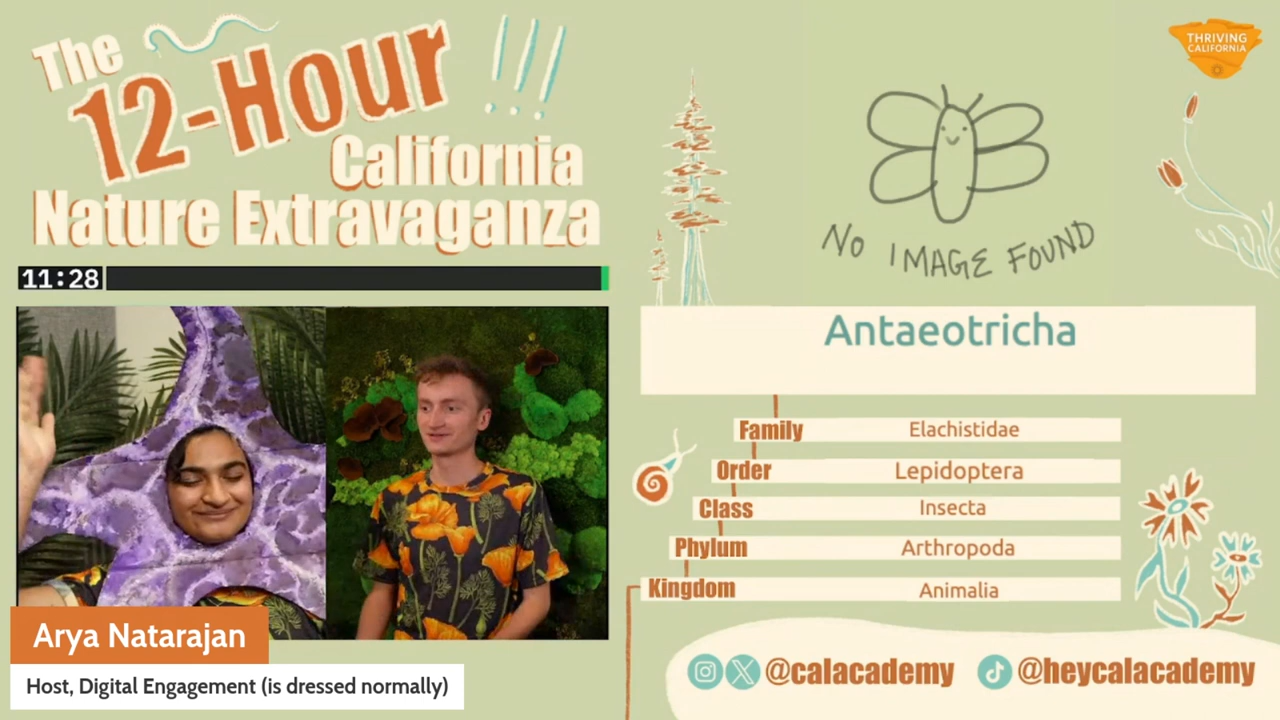 The
12-Hour!!!
California
Nature Extravaganza
11:28
Arya Natarajan
Host, Digital Engagement (is dressed normally)
THRIVING
CALIFORNIA
NO IMAGE FOUND
Antaeotricha
Family Elachistidae
Order Lepidoptera
Class Insecta
Phylum Arthropoda
Kingdom Animalia
@calacademy @heycalacademy